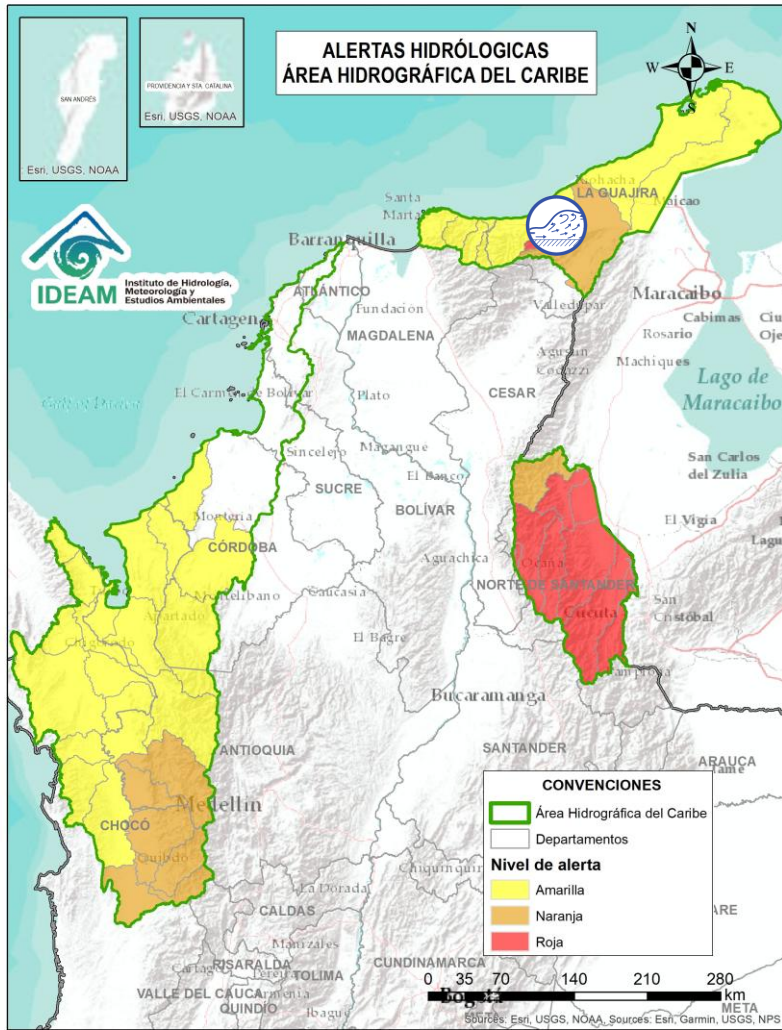 ALERTAS HIDRÓLOGICAS
ÁREA HIDROGRÁFICA DEL CARIBE
SAN ANDRÉS
Esri, USGS, NOAA
PROVIDENCIA Y STA. CATALINA
Esri, USGS, NOAA
N
W
E
S
IDEAM
Instituto de Hidrología,
Meteorología y
Estudios Ambientales
LA GUAJIRA
Maicao
Santa
Marta
Barranquilla
ATLÁNTICO
Cartagena
Fundación
Valledupar
Maracaibo
Cabimas
MAGDALENA
Rosario
Machiques
Agustín
Codazzi
Lago de
Maracaibo
El Carmen de Bolívar
Plato
CESAR
San Carlos
del Zulia
Sincelejo
Magangue
El Banco
SUCRE
BOLÍVAR
Montería
CÓRDOBA
El Vigía
Aguachica
Ocaña
NORTE DE SANTANDER
Montelibano
Caucasia
Apartado
Cúcuta
San
Cristóbal
El Bagre
Pamplona
Bucaramanga
ANTIOQUIA
SANTANDER
ARAUCA
Medellín
CHOCÓ
Quibdó
La Dorada
CALDAS
Manizales
RISARALDA
Pereira
TOLIMA
CUNDINAMARCA
VALLE DEL CAUCA
Armenia
QUINDÍO
Ibagué
Bogotá
META
CONVENCIONES
Área Hidrográfica del Caribe
Departamentos
Nivel de alerta
Amarilla
Naranja
Roja
0 35 70 140 210 280
km
Sources: Esri, USGS, NOAA, Sources: Esri, Garmin, USGS, NPS